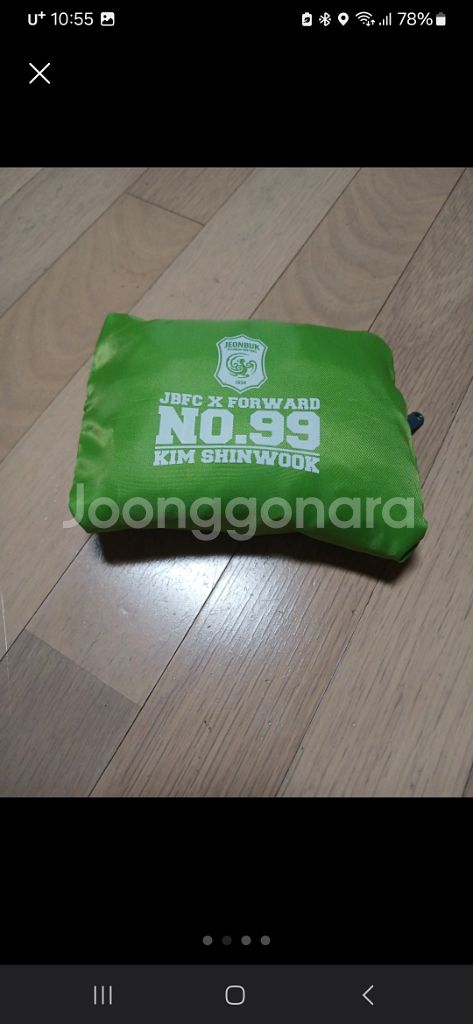 U+ 10:55 78%
JEONBUK
1994
JBFC X FORWARD
NO.99
KIM SHINWOOK
Joonggonara